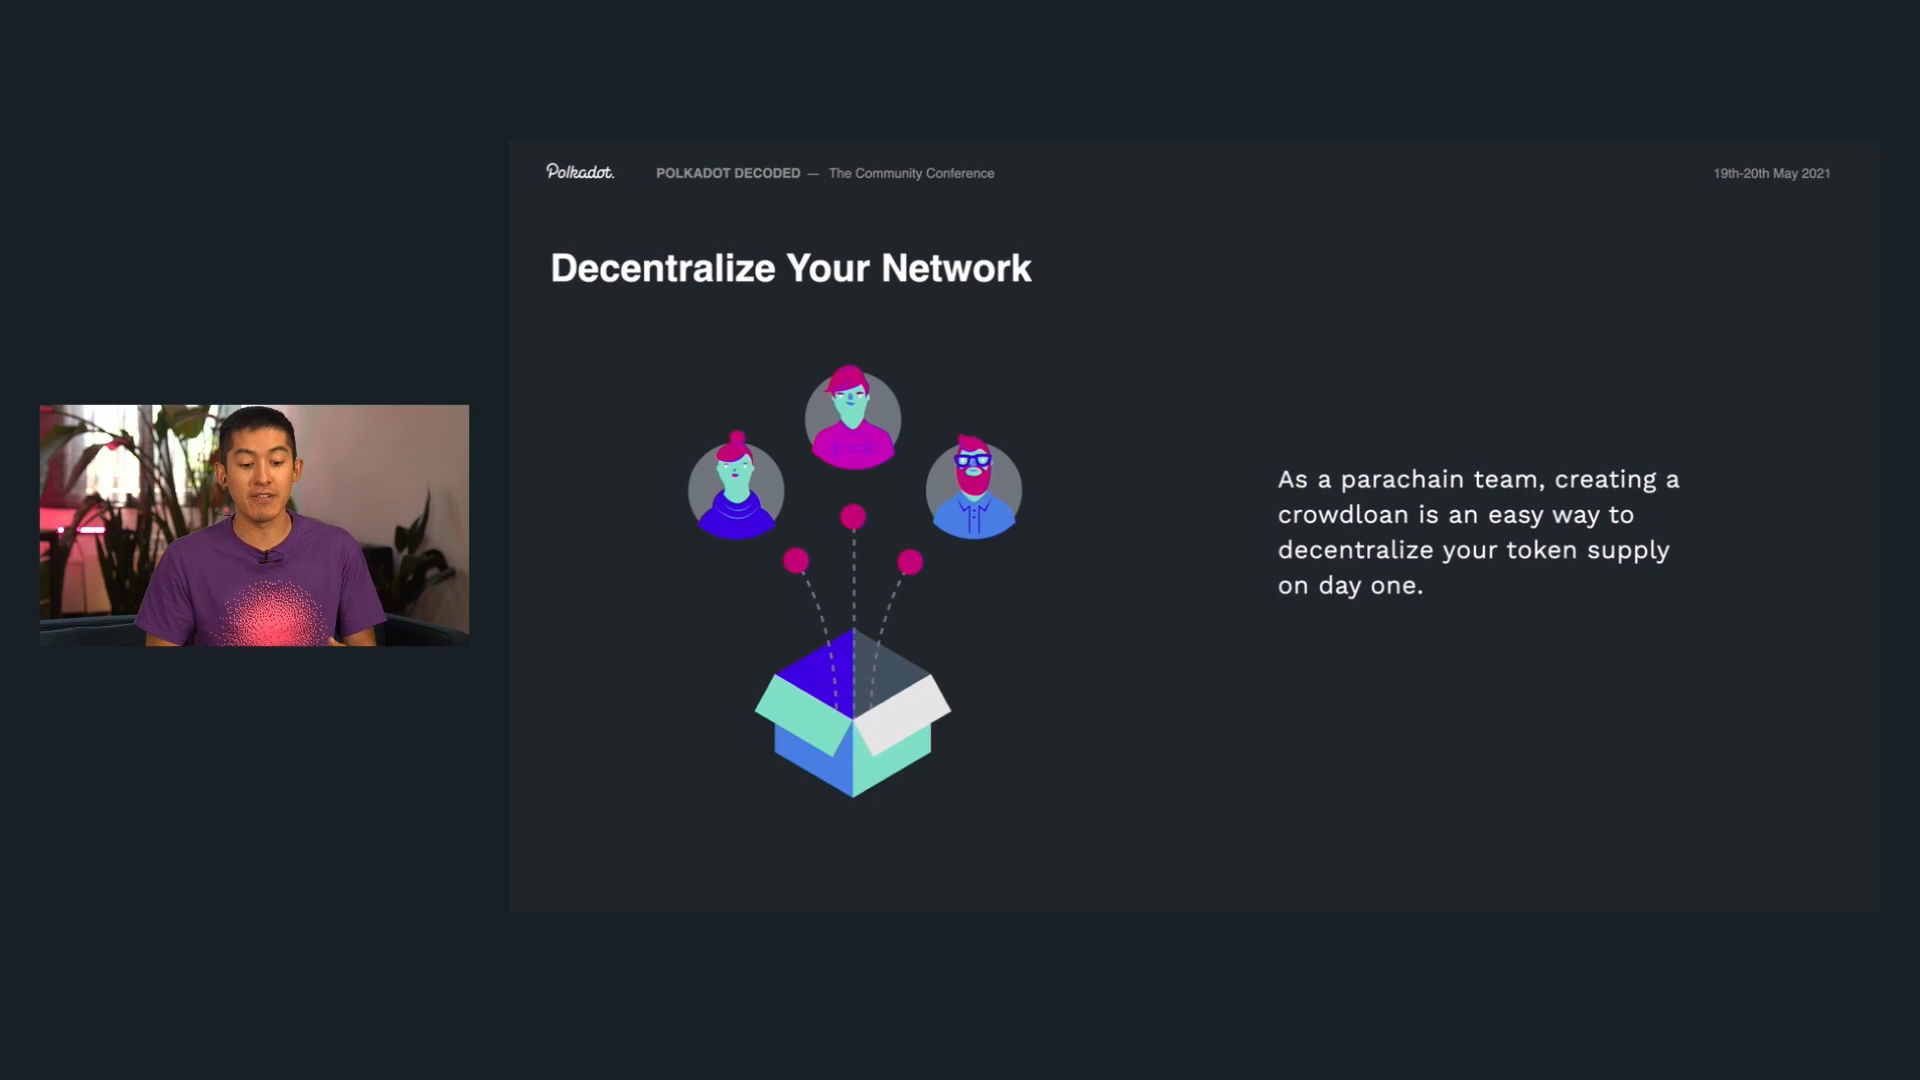 Polkadot.
POLKADOT DECODED — The Community Conference
19th-20th May 2021
Decentralize Your Network
As a parachain team, creating a
crowdloan is an easy way to
decentralize your token supply
on day one.